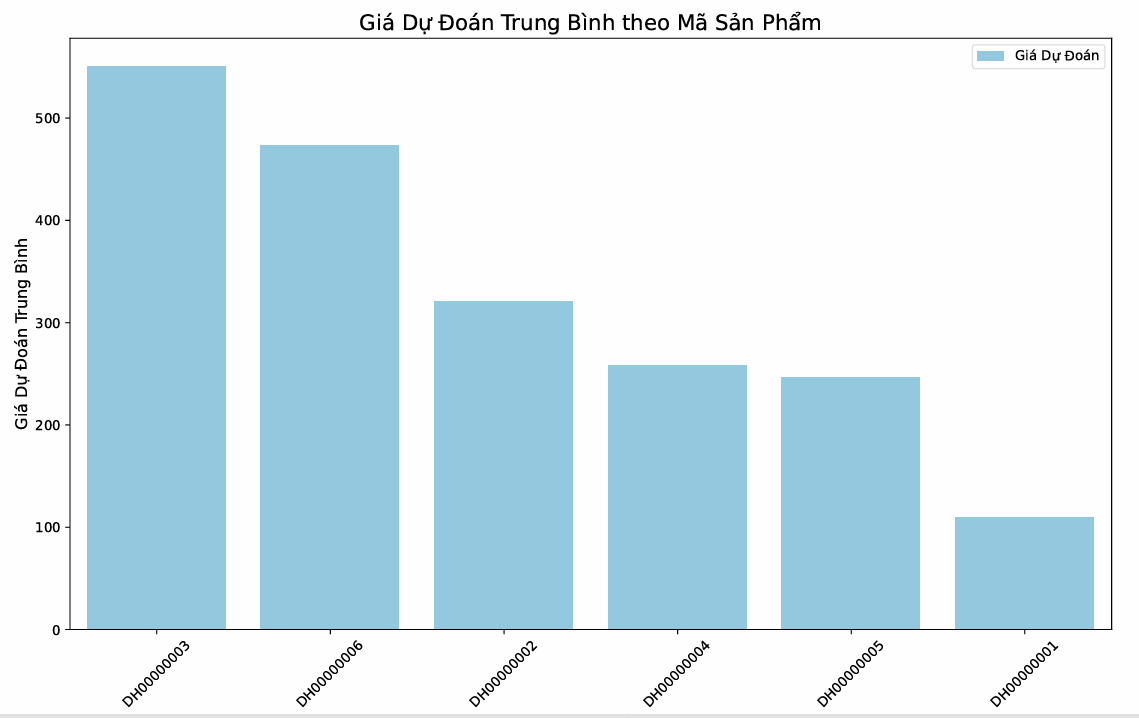 Giá Dự Đoán Trung Bình theo Mã Sản Phẩm
Giá Dự Đoán
Giá Dự Đoán Trung Bình
500
400
300
200
100
0
DH00000003
DH00000006
DH00000002
DH00000004
DH00000005
DH00000001